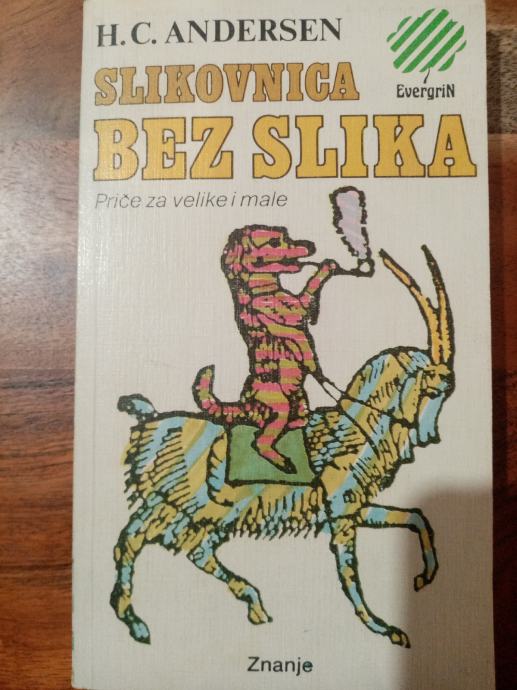 H. C. ANDERSEN
EvergriN
SLIKOVNICA
BEZ SLIKA
Priče za velike i male
Znanje